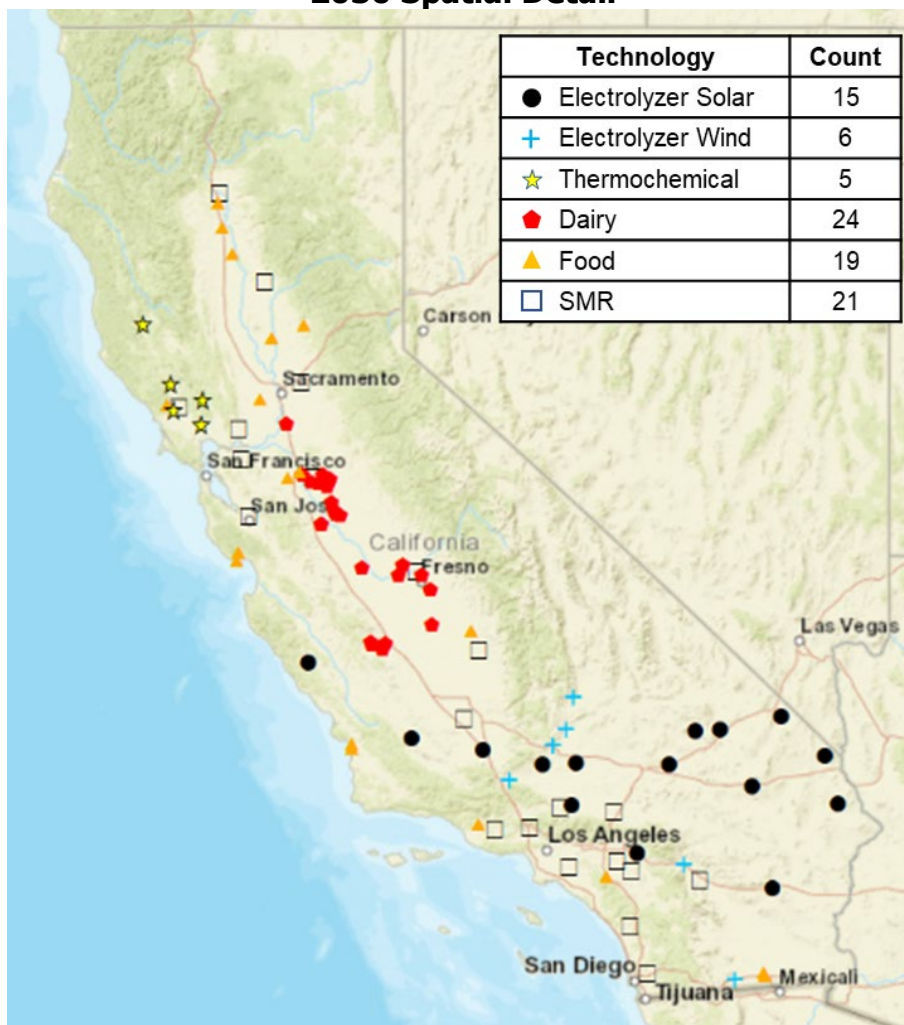 Technology Count
Electrolyzer Solar 15
Electrolyzer Wind 6
Thermochemical 5
Dairy 24
Food 19
SMR 21
Carson
Sacramento
San Francisco
San Jos
California
Fresno
Las Vegas
Los Angeles
San Diego
Mexicali
Tijuana